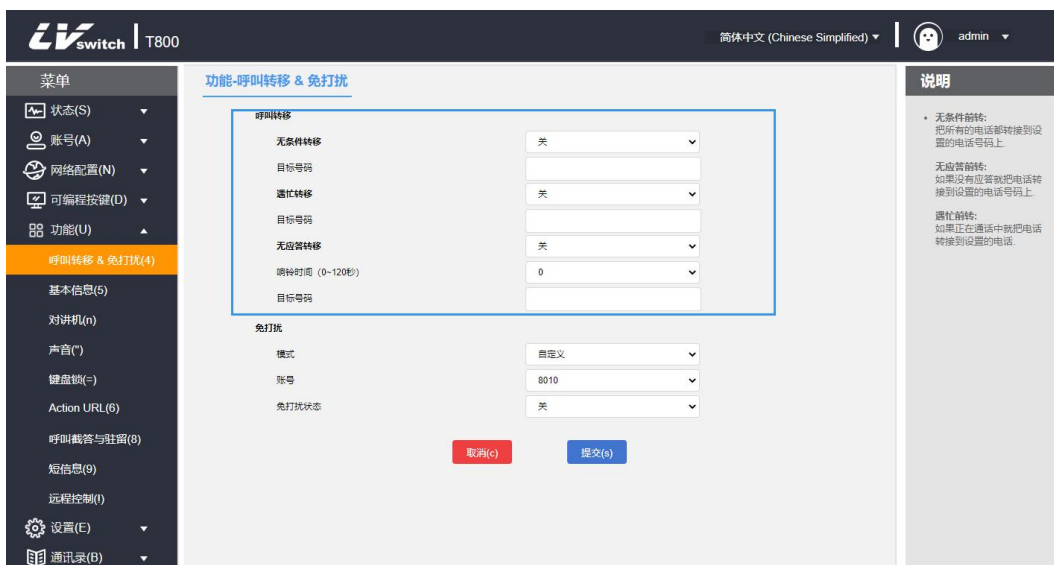 LV switch T800
简体中文 (Chinese Simplified)
admin
菜单
状态(S)
账号(A)
网络配置(N)
可编程按键(D)
功能(U)
呼叫转移 & 免打扰(4)
基本信息(5)
对讲机(n)
声音(")
键盘锁(=)
Action URL(6)
呼叫截答与驻留(8)
短信息(9)
远程控制(!)
设置(E)
通讯录(B)
功能-呼叫转移 & 免打扰
呼叫转移
无条件转移 关
目标号码
遇忙转移 关
目标号码
无应答转移 关
响铃时间（0~120秒） 0
目标号码
免打扰
模式 自定义
账号 8010
免打扰状态 关
取消(c) 提交(s)
说明
无条件前转:
把所有的电话都转接到设
置的电话号码上.
无应答前转:
如果没有应答就把电话转
接到设置的电话号码上.
遇忙前转:
如果正在通话中就把电话
转接到设置的电话.